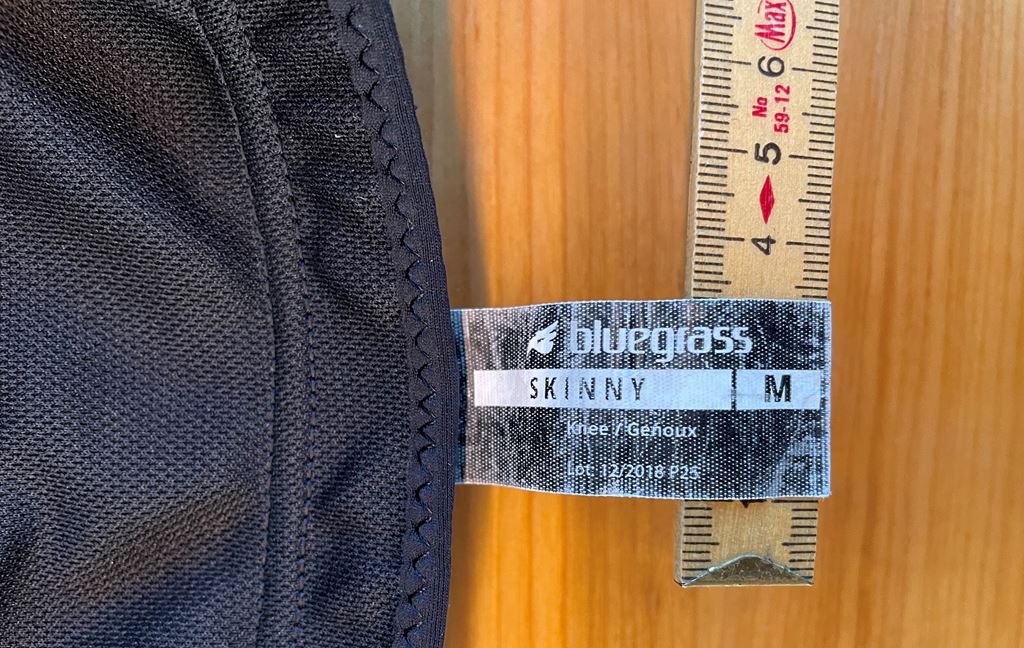 bluegrass
SKINNY M
Knee / Genoux
Lot: 12/2018 P25
4
5
6
No
59-12
Max